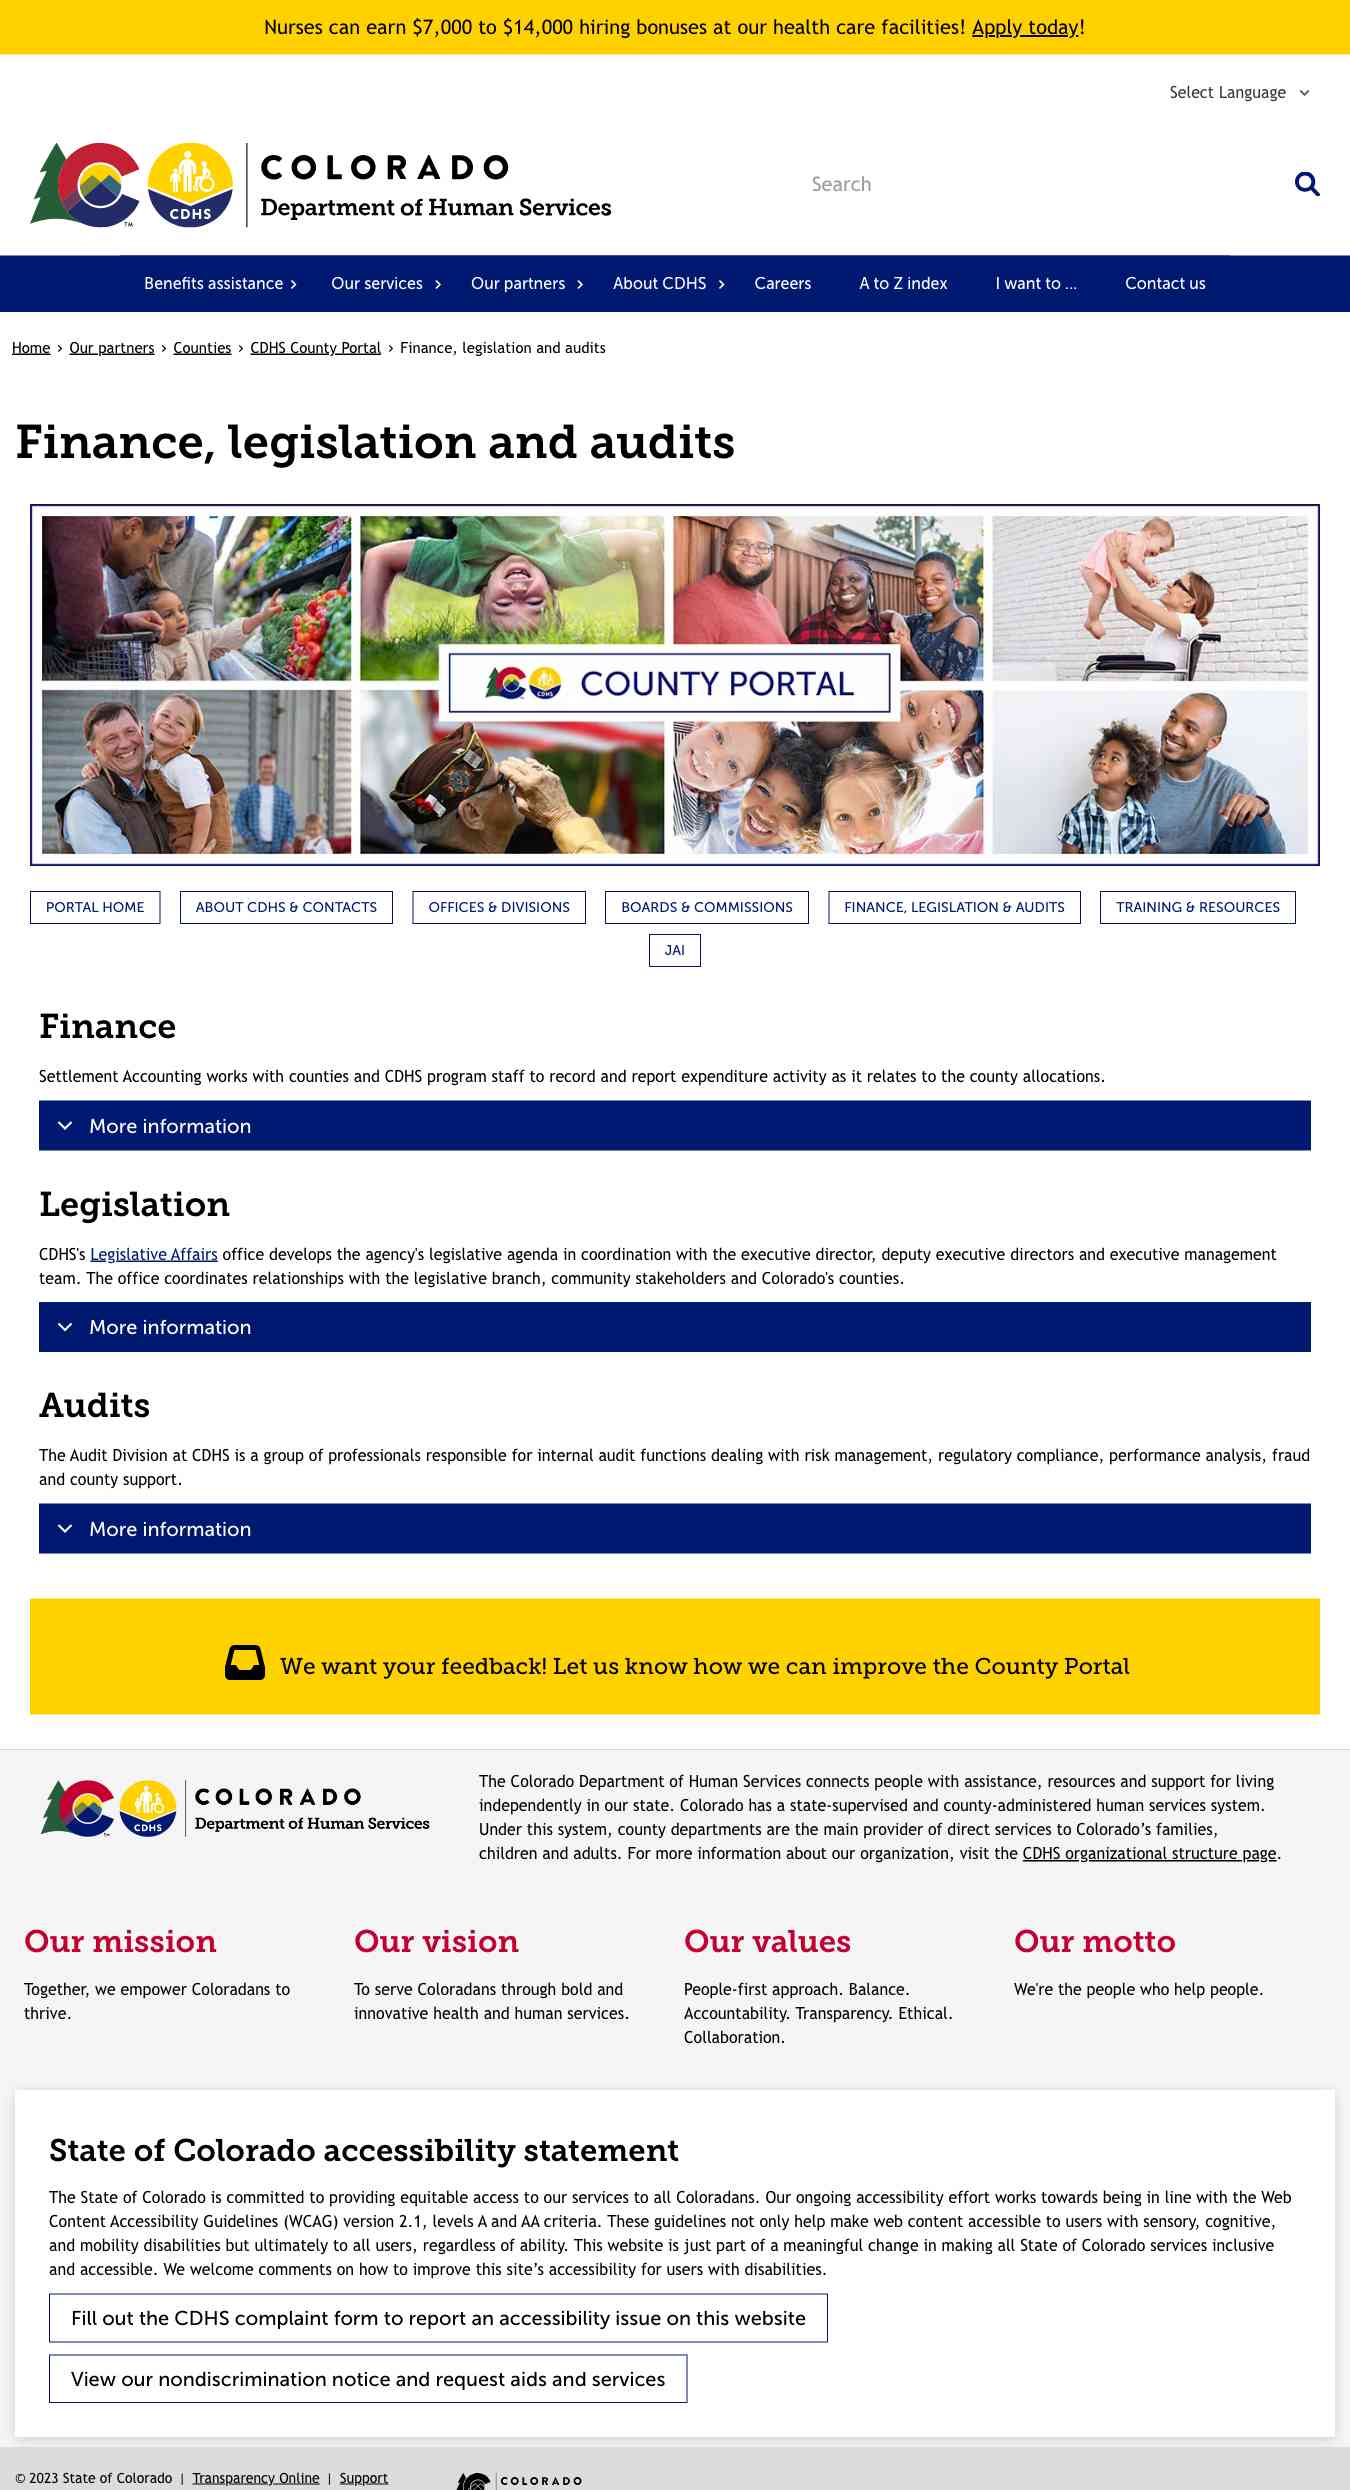 Nurses can earn $7,000 to $14,000 hiring bonuses at our health care facilities! Apply today!
Select Language
COLORADO
Department of Human Services
CDHS
TM
Search
Benefits assistance › Our services › Our partners › About CDHS › Careers A to Z index I want to ... Contact us
Home › Our partners › Counties › CDHS County Portal › Finance, legislation and audits
Finance, legislation and audits
CDHS COUNTY PORTAL
PORTAL HOME ABOUT CDHS & CONTACTS OFFICES & DIVISIONS BOARDS & COMMISSIONS FINANCE, LEGISLATION & AUDITS TRAINING & RESOURCES
JAI
Finance
Settlement Accounting works with counties and CDHS program staff to record and report expenditure activity as it relates to the county allocations.
More information
Legislation
CDHS's Legislative Affairs office develops the agency's legislative agenda in coordination with the executive director, deputy executive directors and executive management
team. The office coordinates relationships with the legislative branch, community stakeholders and Colorado's counties.
More information
Audits
The Audit Division at CDHS is a group of professionals responsible for internal audit functions dealing with risk management, regulatory compliance, performance analysis, fraud
and county support.
More information
We want your feedback! Let us know how we can improve the County Portal
COLORADO
Department of Human Services
CDHS
TM
The Colorado Department of Human Services connects people with assistance, resources and support for living
independently in our state. Colorado has a state-supervised and county-administered human services system.
Under this system, county departments are the main provider of direct services to Colorado’s families,
children and adults. For more information about our organization, visit the CDHS organizational structure page.
Our mission
Together, we empower Coloradans to
thrive.
Our vision
To serve Coloradans through bold and
innovative health and human services.
Our values
People-first approach. Balance.
Accountability. Transparency. Ethical.
Collaboration.
Our motto
We're the people who help people.
State of Colorado accessibility statement
The State of Colorado is committed to providing equitable access to our services to all Coloradans. Our ongoing accessibility effort works towards being in line with the Web
Content Accessibility Guidelines (WCAG) version 2.1, levels A and AA criteria. These guidelines not only help make web content accessible to users with sensory, cognitive,
and mobility disabilities but ultimately to all users, regardless of ability. This website is just part of a meaningful change in making all State of Colorado services inclusive
and accessible. We welcome comments on how to improve this site’s accessibility for users with disabilities.
Fill out the CDHS complaint form to report an accessibility issue on this website
View our nondiscrimination notice and request aids and services
© 2023 State of Colorado | Transparency Online | Support
COLORADO